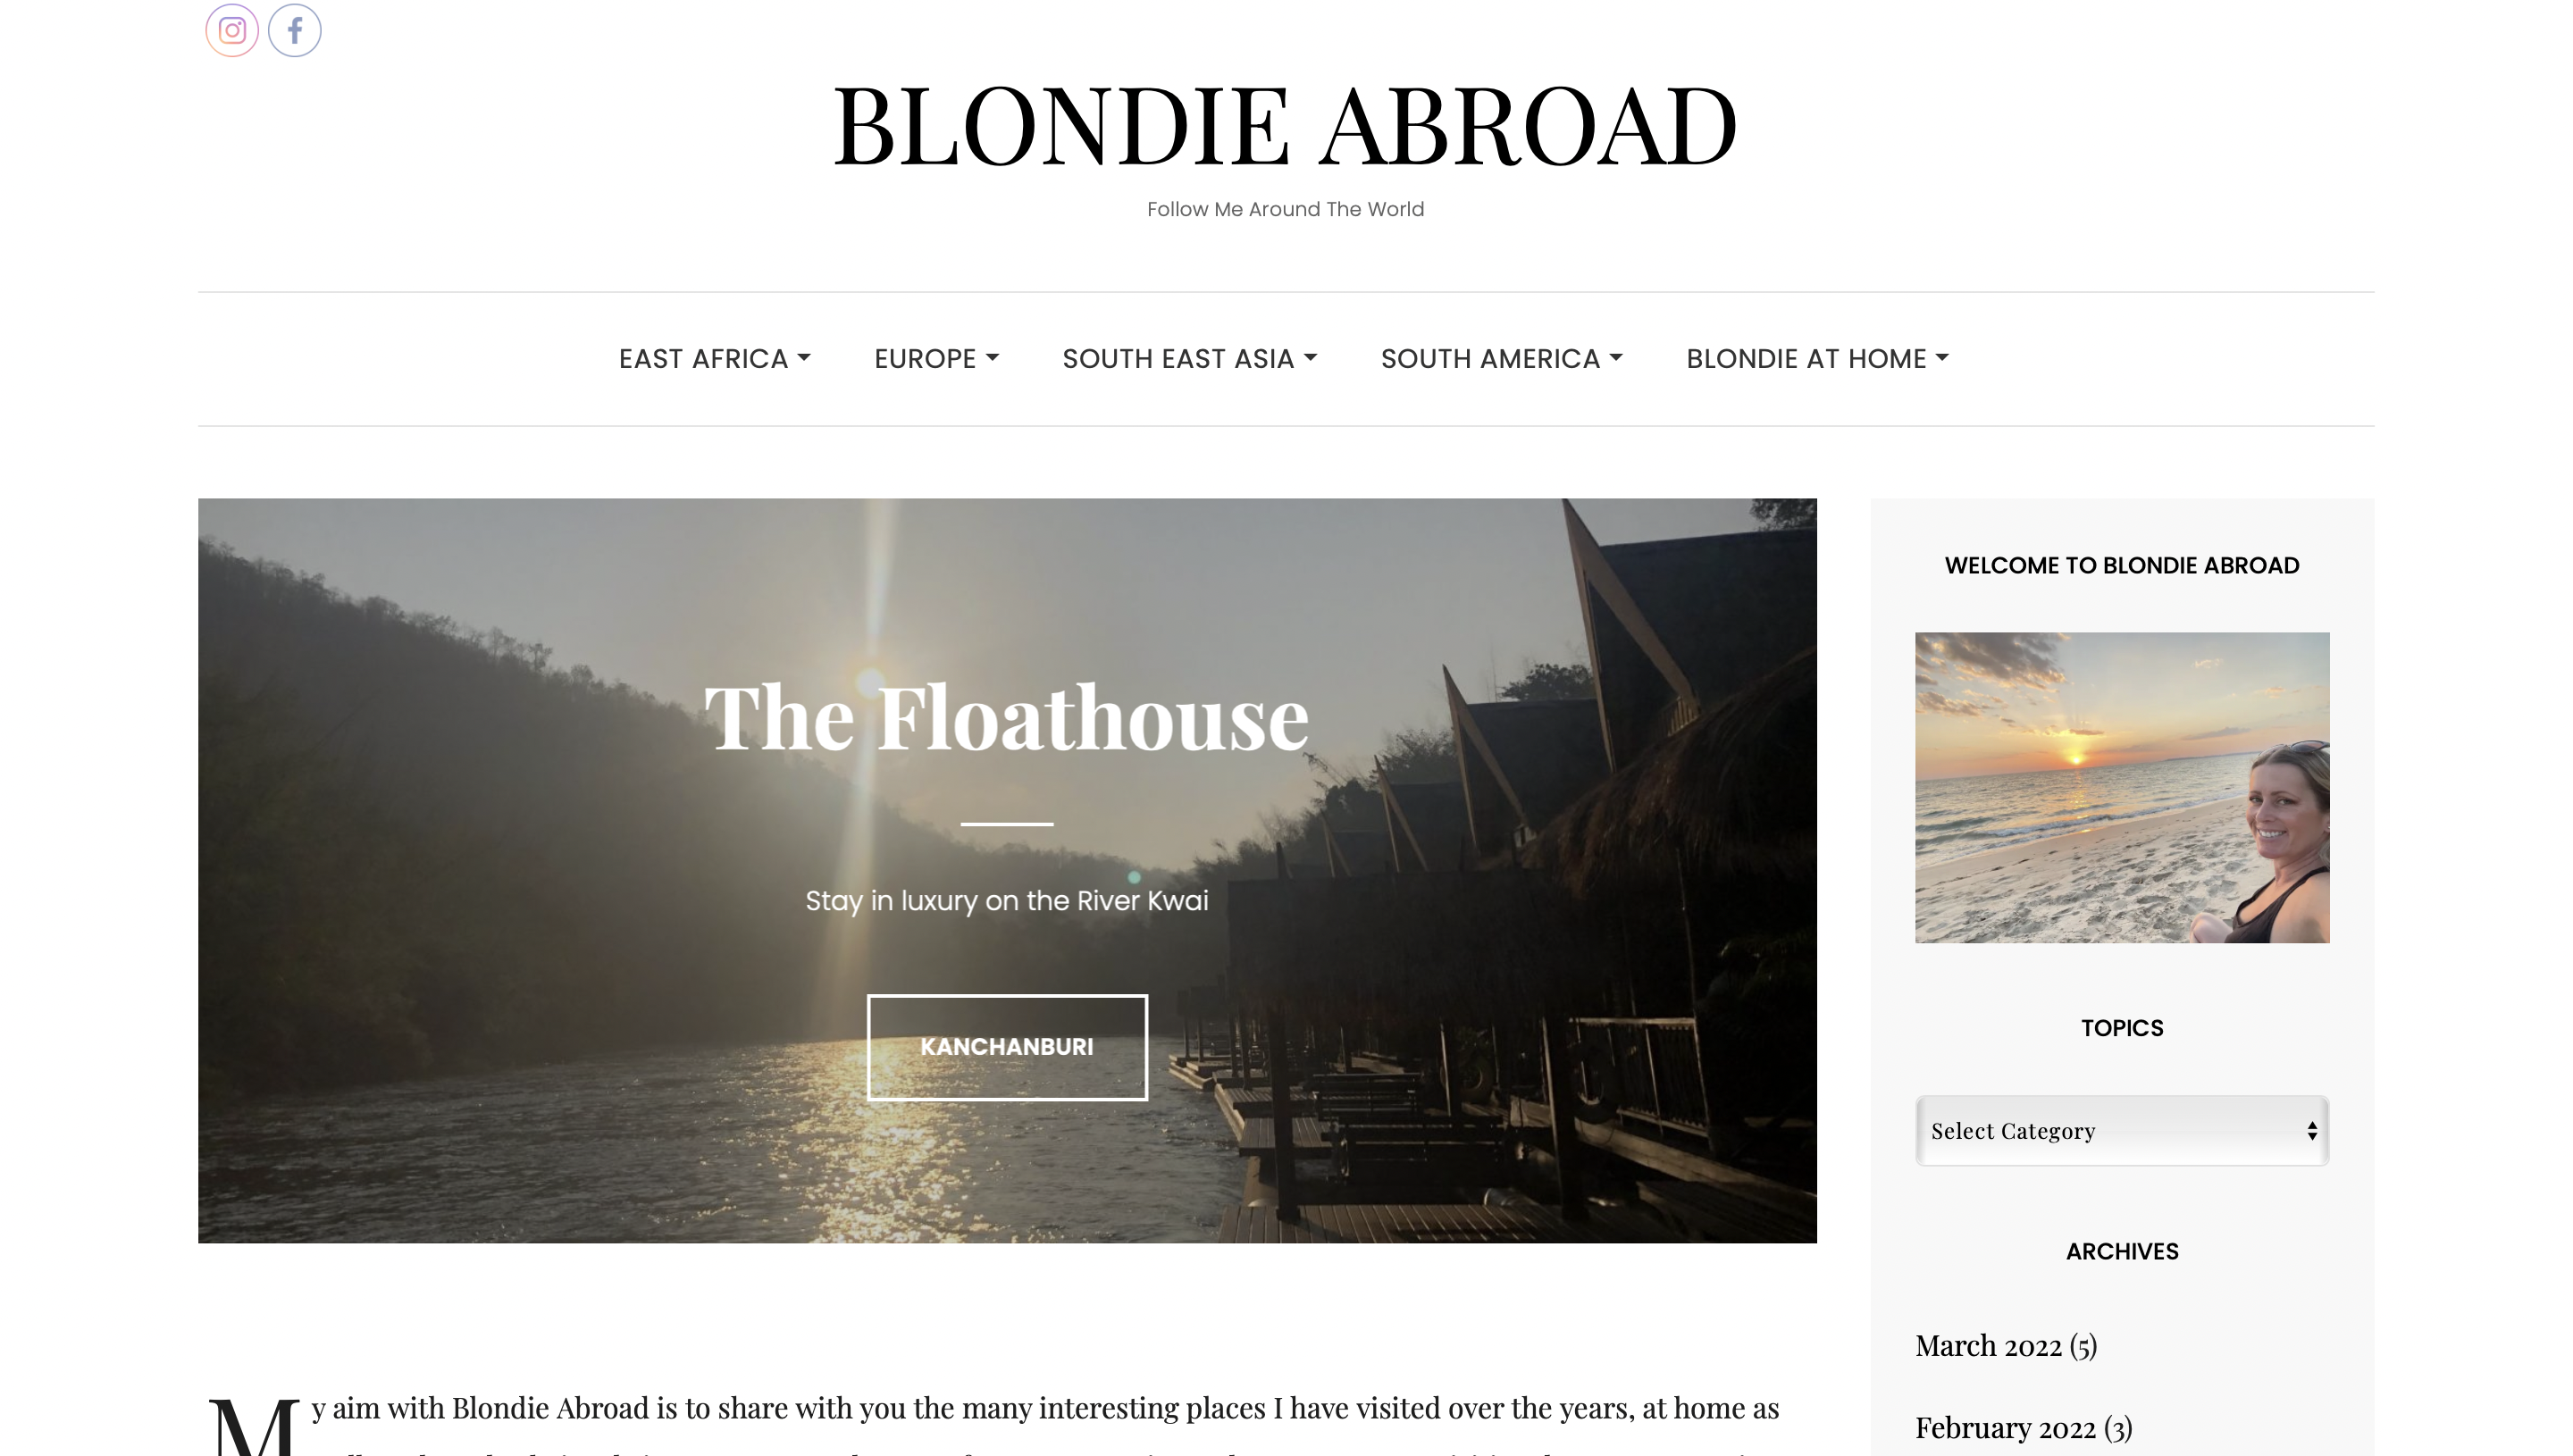 BLONDIE ABROAD
Follow Me Around The World
EAST AFRICA
EUROPE
SOUTH EAST ASIA
SOUTH AMERICA
BLONDIE AT HOME
The Floathouse
Stay in luxury on the River Kwai
KANCHANBURI
My aim with Blondie Abroad is to share with you the many interesting places I have visited over the years, at home as
WELCOME TO BLONDIE ABROAD
TOPICS
Select Category
ARCHIVES
March 2022 (5)
February 2022 (3)